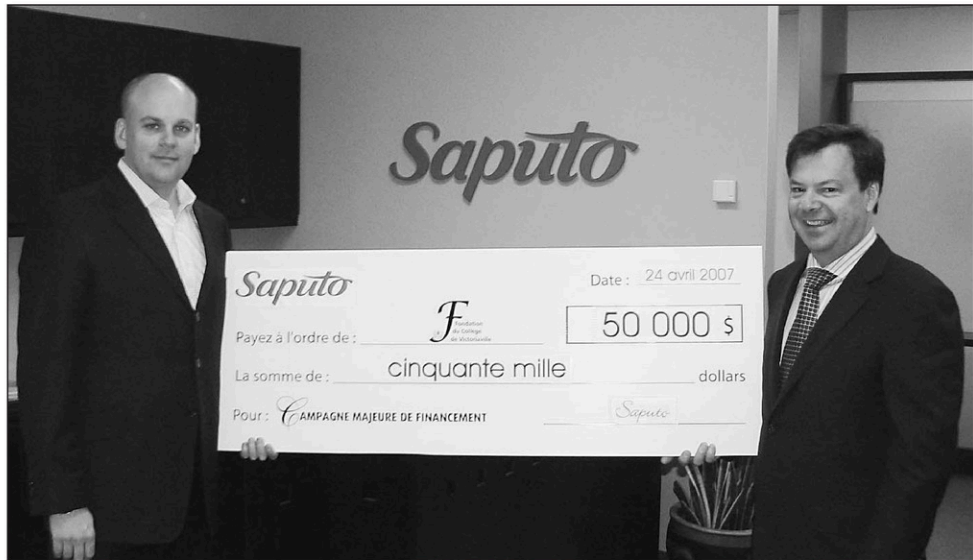 Saputo
Saputo
Date : 24 avril 2007
Payez à l'ordre de : F Fondation
du Collège
de Victoriaville
50 000 $
La somme de : cinquante mille dollars
Pour : CAMPAGNE MAJEURE DE FINANCEMENT
Saputo